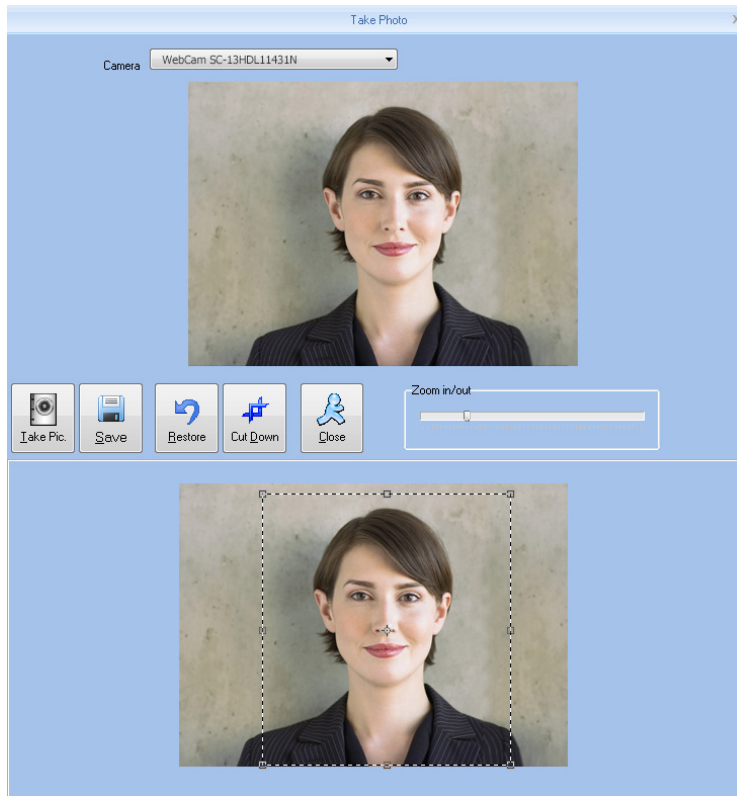 Take Photo
X
Camera
WebCam SC-13HDL11431N
Zoom in/out
Take Pic.
Save
Restore
Cut Down
Close